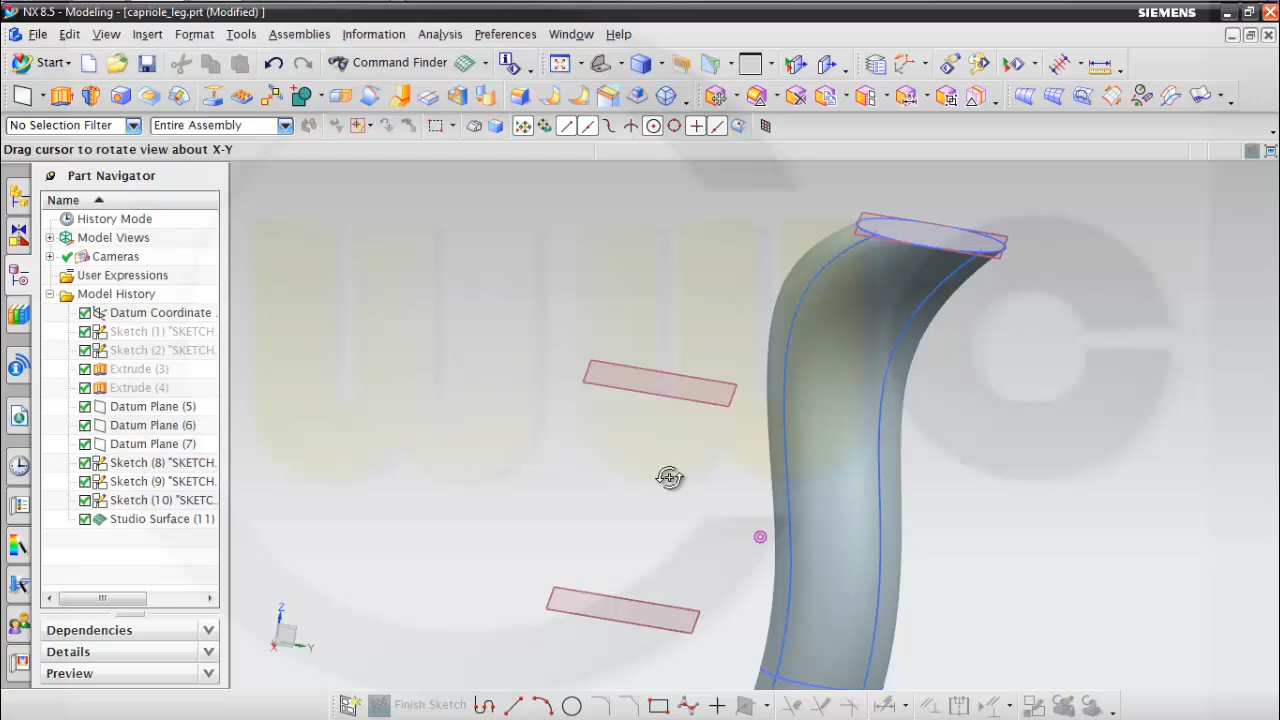 NX 8.5 - Modeling - [capriole_leg.prt (Modified) ]
SIEMENS
File Edit View Insert Format Tools Assemblies Information Analysis Preferences Window Help
Start Command Finder
No Selection Filter Entire Assembly
Drag cursor to rotate view about X-Y
Part Navigator
Name
History Mode
Model Views
Cameras
User Expressions
Model History
Datum Coordinate
Sketch (1) "SKETCH
Sketch (2) "SKETCH
Extrude (3)
Extrude (4)
Datum Plane (5)
Datum Plane (6)
Datum Plane (7)
Sketch (8) "SKETCH
Sketch (9) "SKETCH
Sketch (10) "SKETC
Studio Surface (11)
Dependencies
Details
Preview
Z
X
Y
Finish Sketch